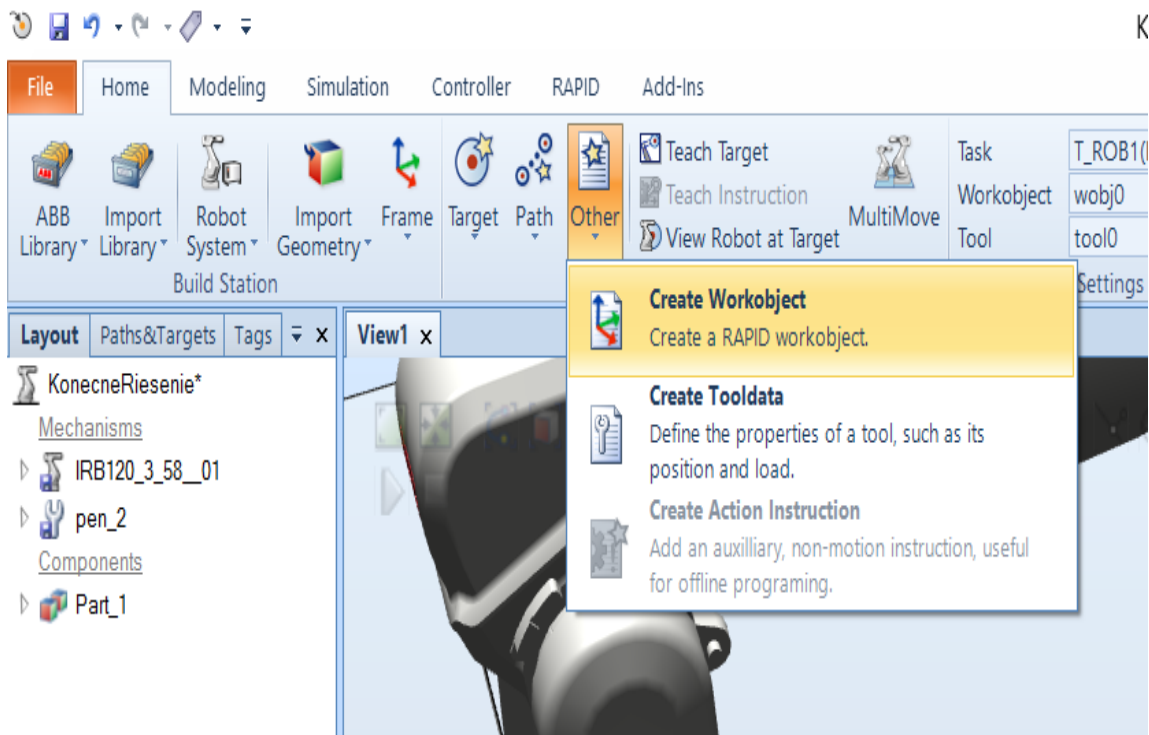 K
File Home Modeling Simulation Controller RAPID Add-Ins
ABB Library
Import Library
Robot System
Import Geometry
Frame
Target
Path
Other
Teach Target
Teach Instruction
View Robot at Target
MultiMove
Task T_ROB1(
Workobject wobj0
Tool tool0
Build Station
Settings
Layout Paths&Targets Tags x
View1 x
KonecneRiesenie*
Mechanisms
IRB120_3_58__01
pen_2
Components
Part_1
Create Workobject
Create a RAPID workobject.
Create Tooldata
Define the properties of a tool, such as its
position and load.
Create Action Instruction
Add an auxilliary, non-motion instruction, useful
for offline programing.